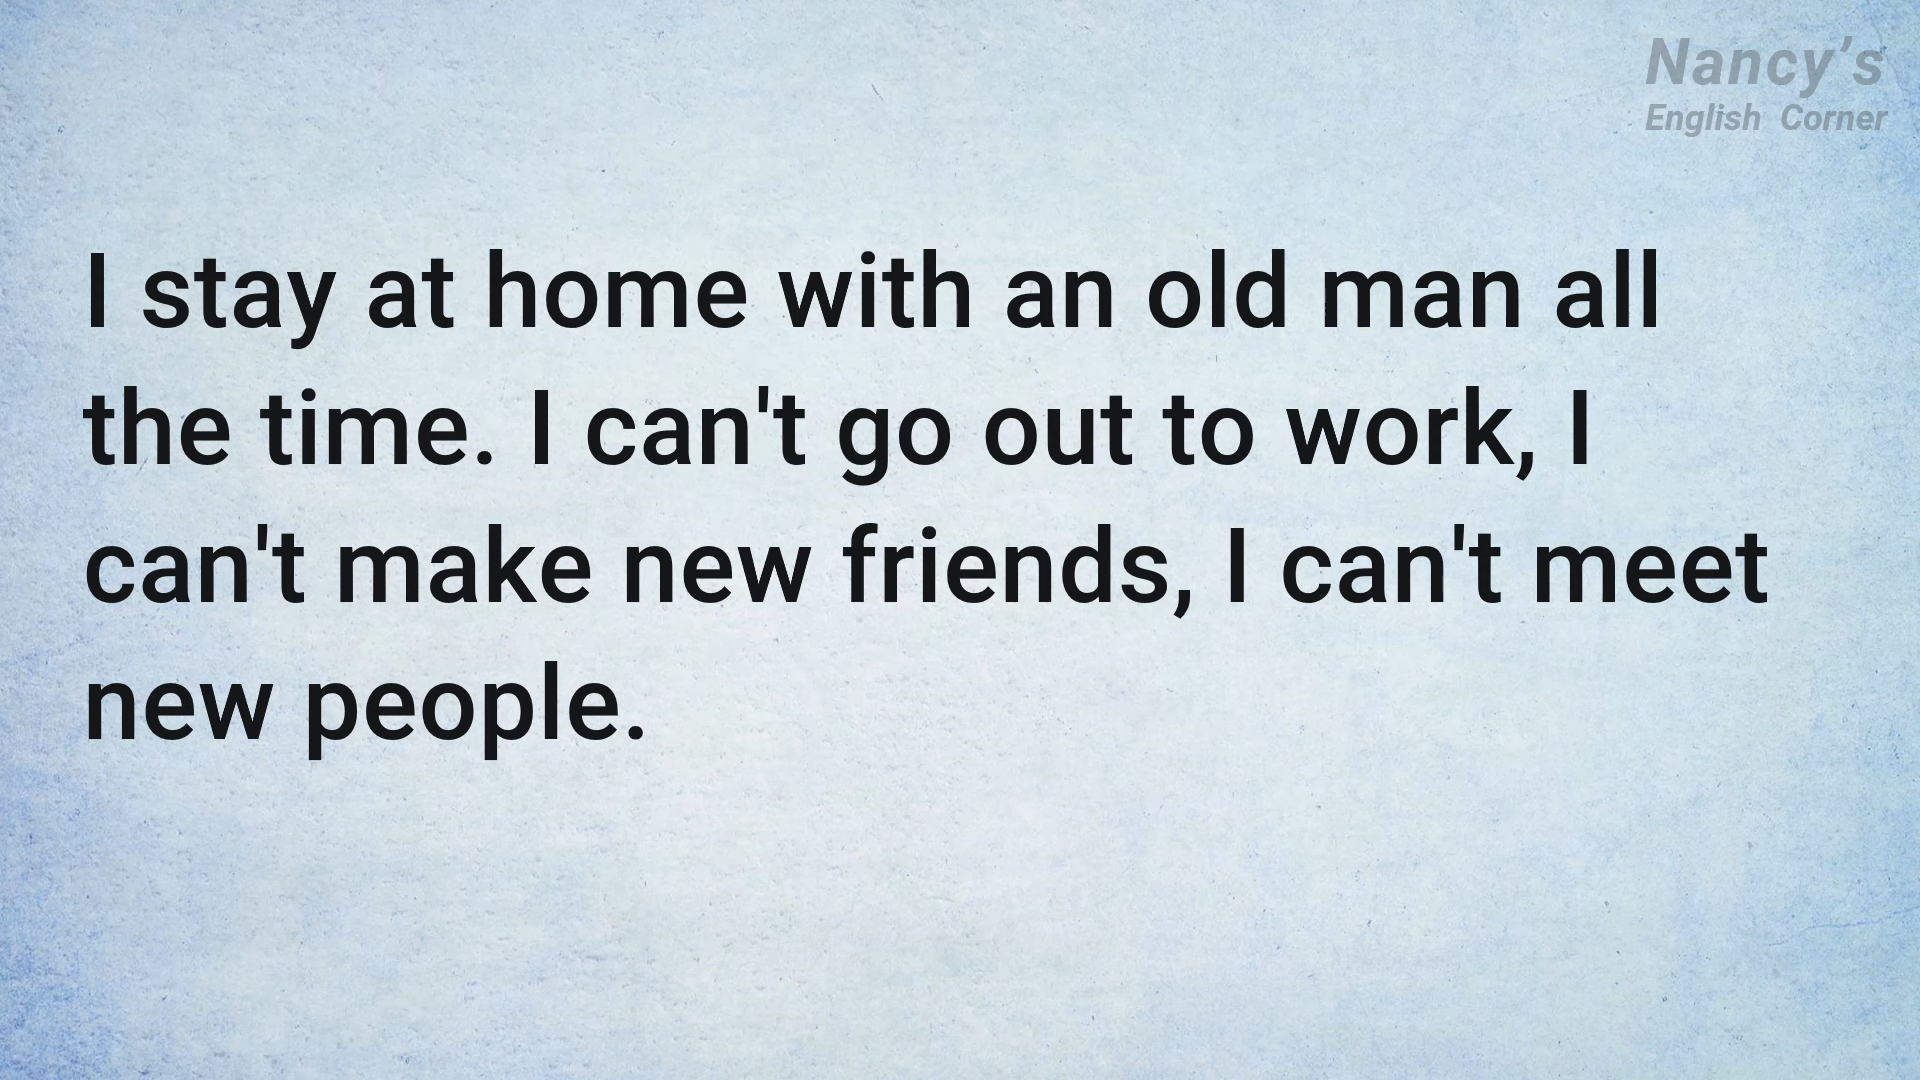 Nancy’s
English Corner
I stay at home with an old man all
the time. I can't go out to work, I
can't make new friends, I can't meet
new people.